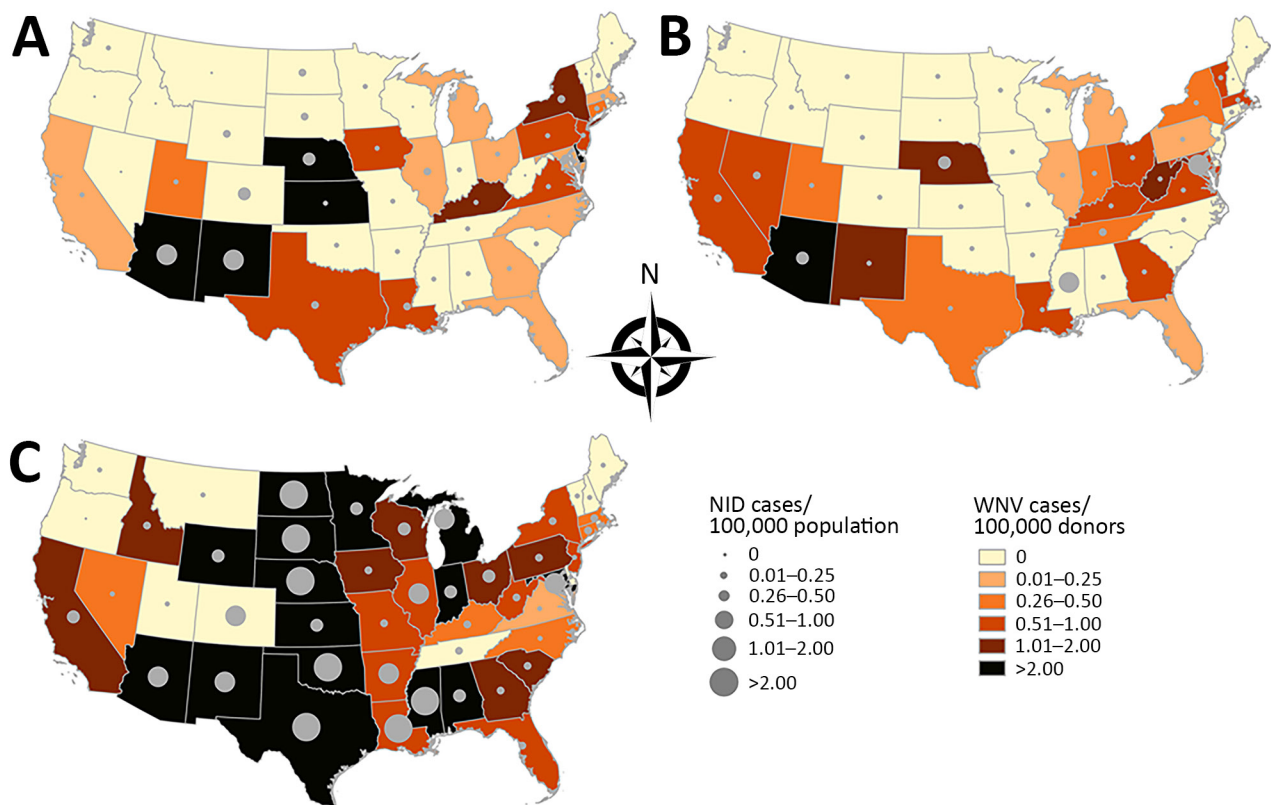 A
B
N
C
NID cases/
100,000 population
0
0.01–0.25
0.26–0.50
0.51–1.00
1.01–2.00
>2.00
WNV cases/
100,000 donors
0
0.01–0.25
0.26–0.50
0.51–1.00
1.01–2.00
>2.00